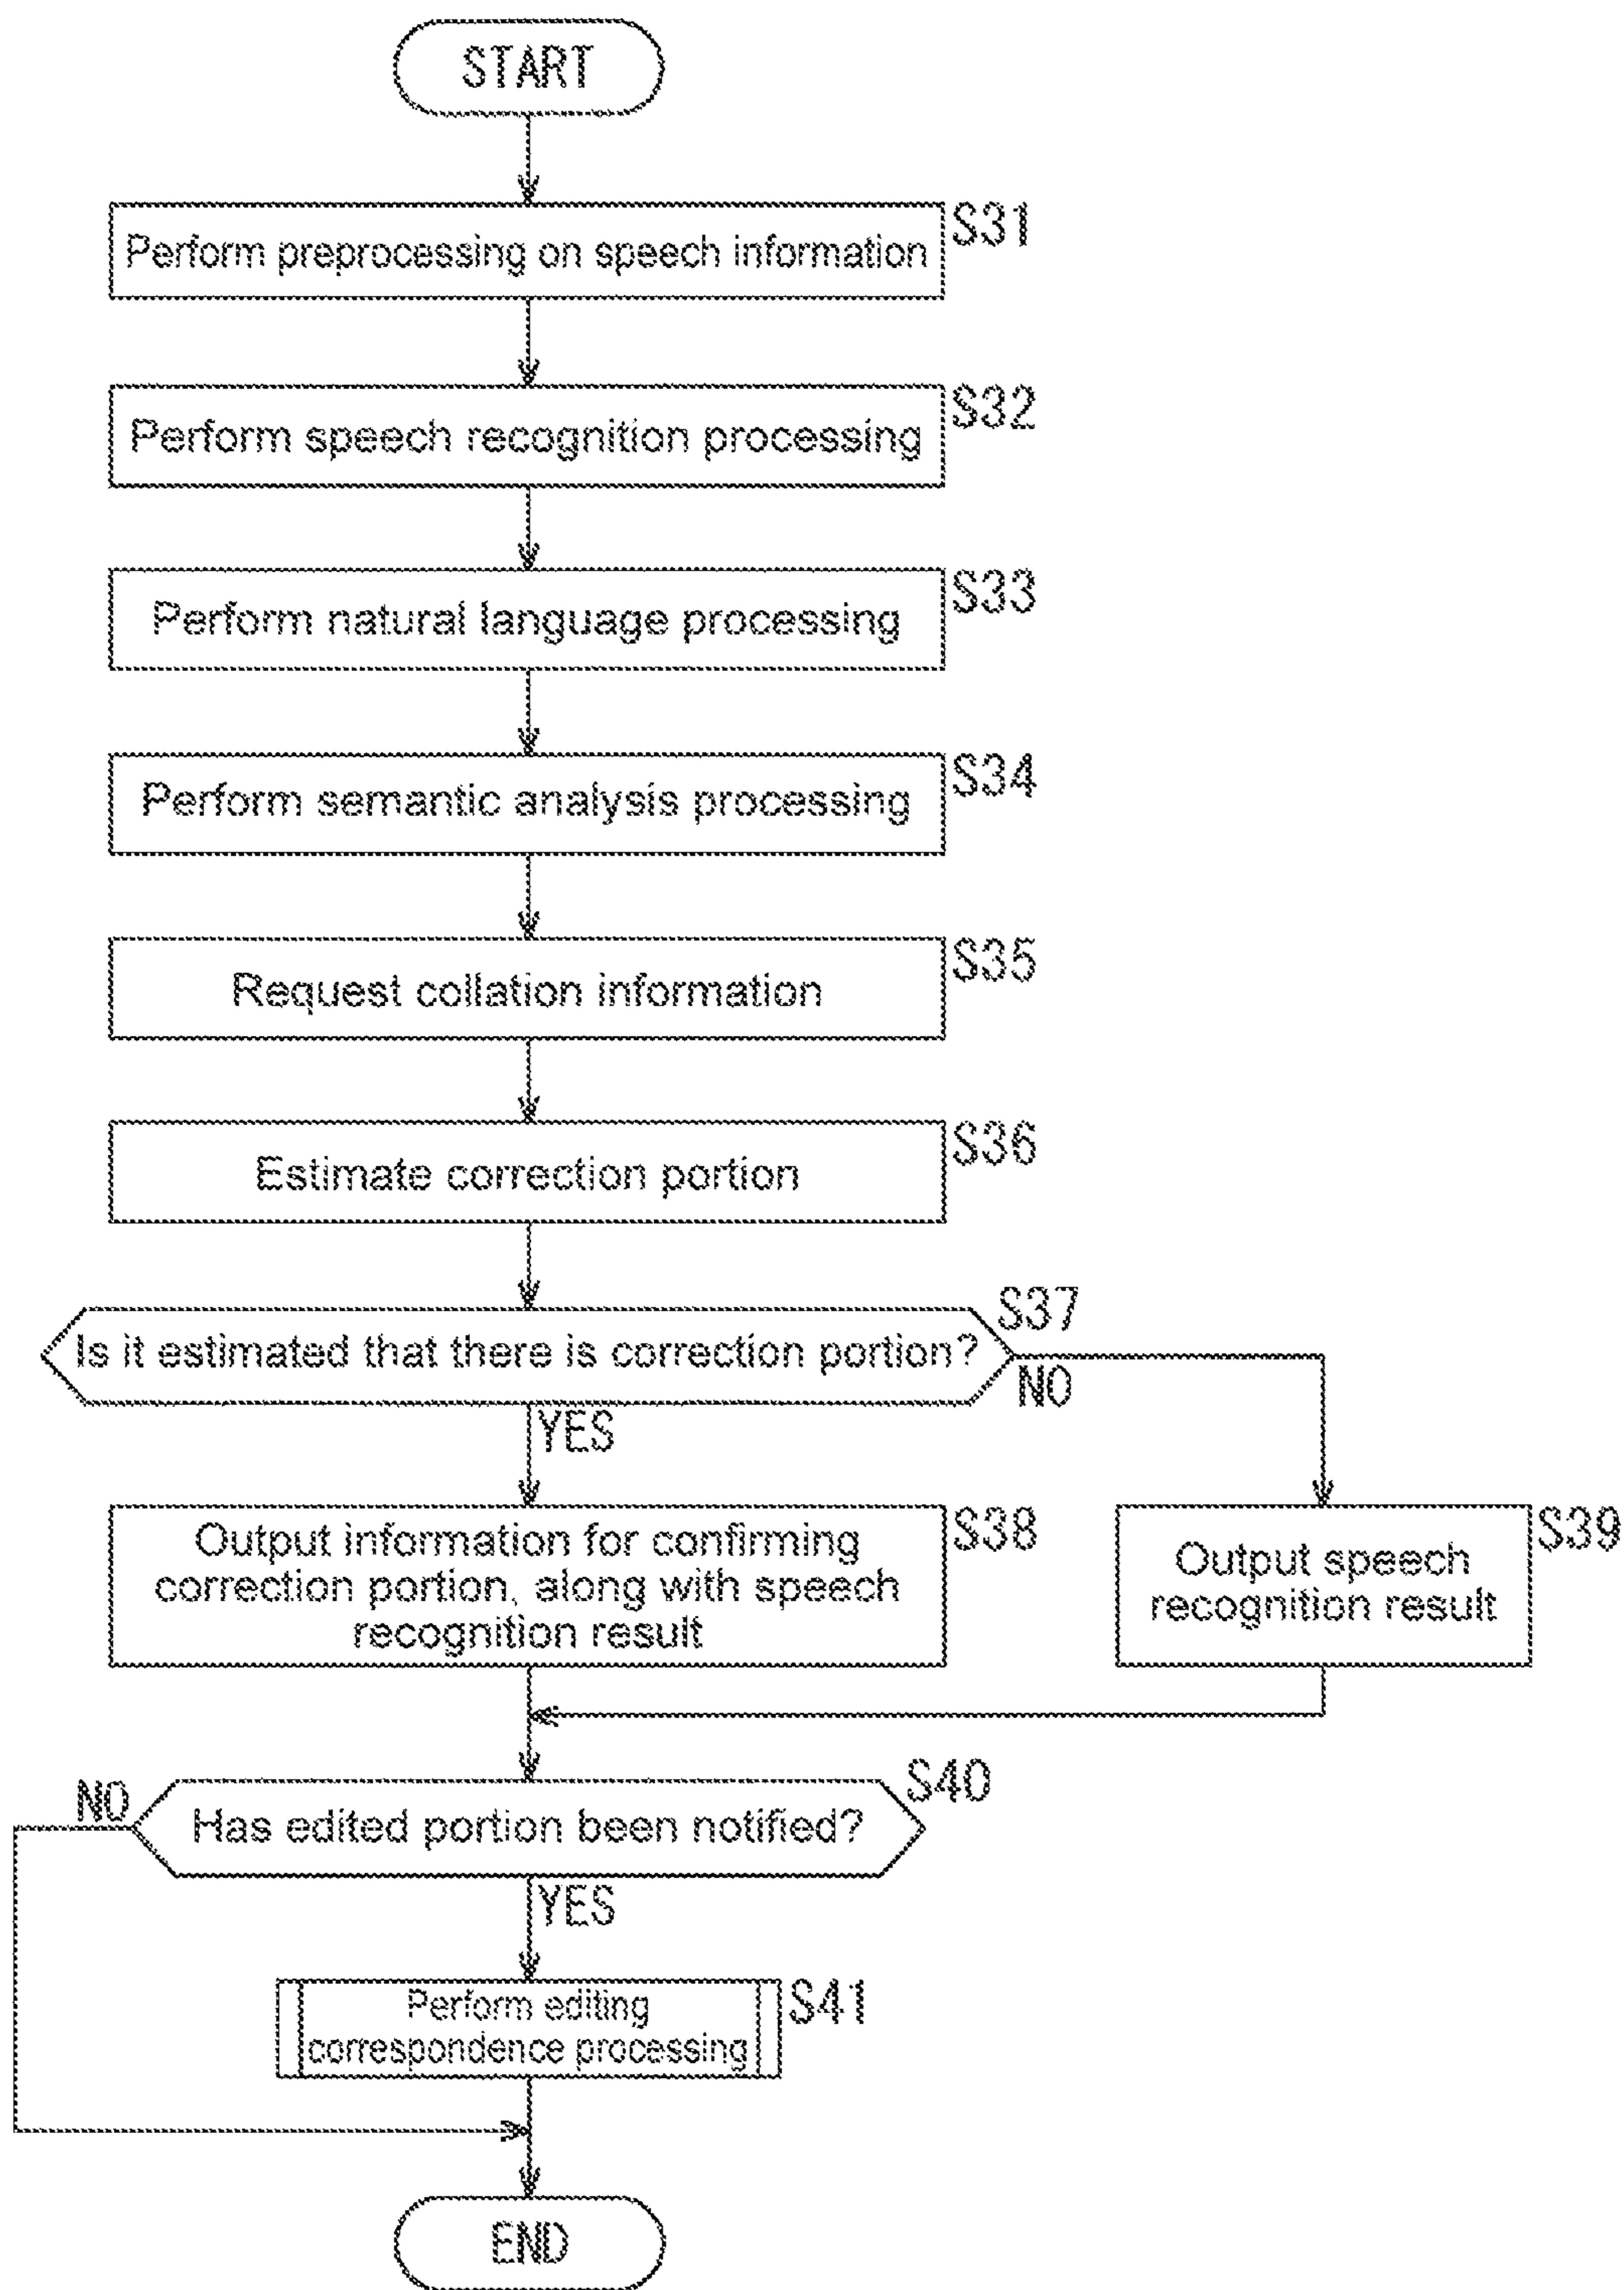 START
S31
Perform preprocessing on speech information
S32
Perform speech recognition processing
S33
Perform natural language processing
S34
Perform semantic analysis processing
S35
Request collation information
S36
Estimate correction portion
S37
Is it estimated that there is correction portion?
NO
YES
S38
Output information for confirming
correction portion, along with speech
recognition result
S39
Output speech
recognition result
S40
NO
Has edited portion been notified?
YES
S41
Perform editing
correspondence processing
END